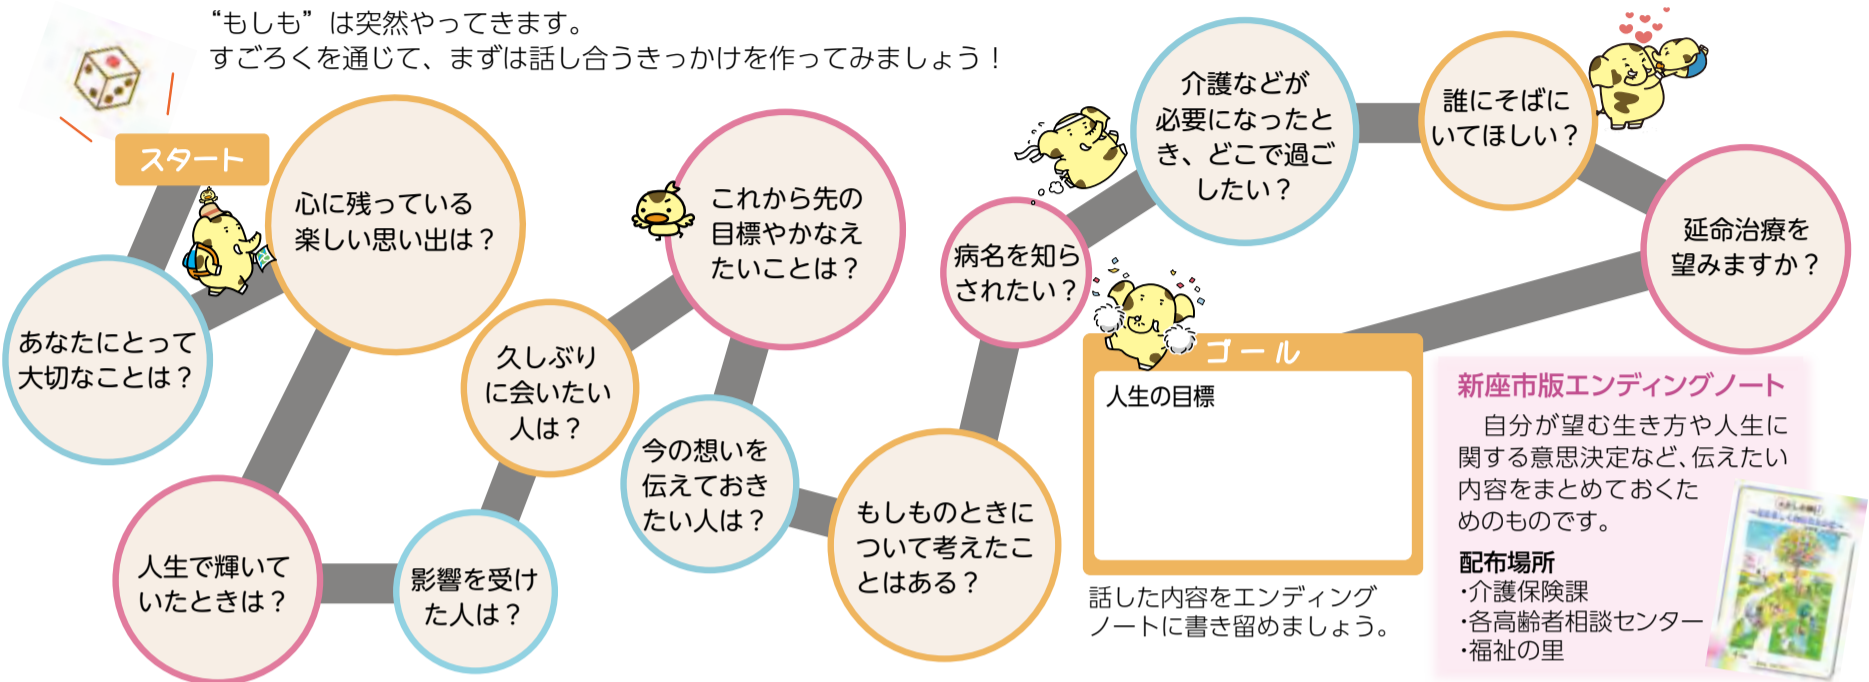 “もしも”は突然やってきます。
すごろくを通じて、まずは話し合うきっかけを作ってみましょう！
スタート
あなたにとって
大切なことは？
心に残っている
楽しい思い出は？
人生で輝いて
いたときは？
影響を受け
た人は？
久しぶり
に会いたい
人は？
これから先の
目標やかなえ
たいことは？
今の想いを
伝えておき
たい人は？
もしものときに
ついて考えたこ
とはある？
病名を知ら
されたい？
介護などが
必要になったと
き、どこで過ご
したい？
誰にそばに
いてほしい？
延命治療を
望みますか？
ゴール
人生の目標
話した内容をエンディング
ノートに書き留めましょう。
新座市版エンディングノート
自分が望む生き方や人生に
関する意思決定など、伝えたい
内容をまとめておくた
めのものです。
配布場所
・介護保険課
・各高齢者相談センター
・福祉の里